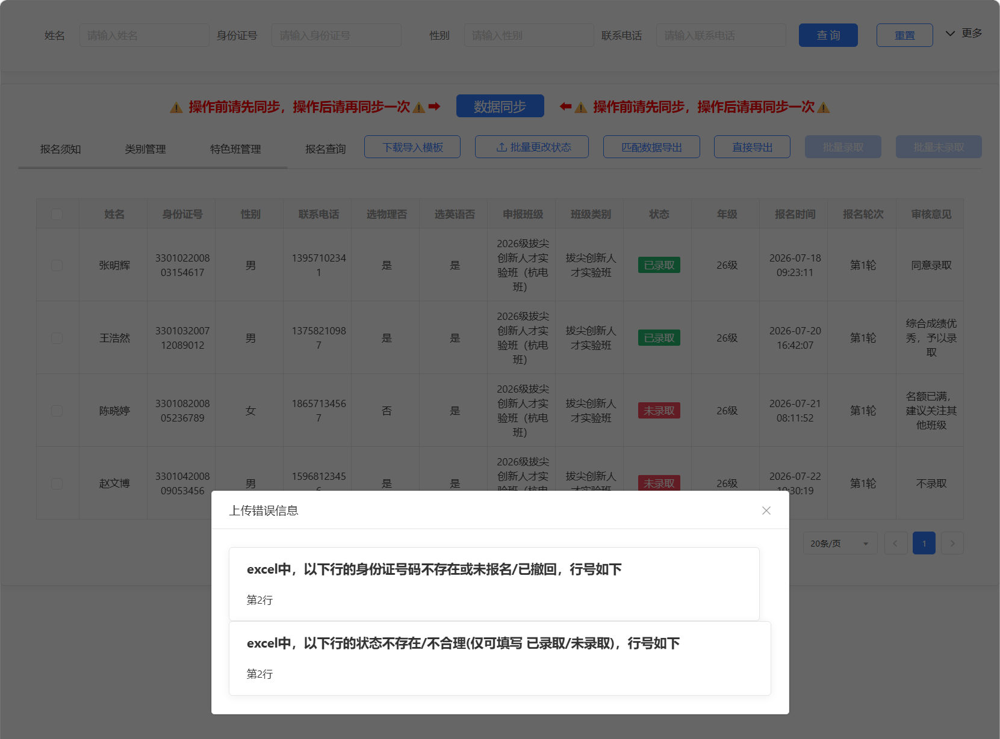 姓名 请输入姓名 身份证号 请输入身份证号 性别 请输入性别 联系电话 请输入联系电话 查 询 重置 更多
操作前请先同步，操作后请再同步一次 数据同步 操作前请先同步，操作后请再同步一次
报名须知 类别管理 特色班管理 报名查询 下载导入模板 批量更改状态 匹配数据导出 直接导出 批量录取 批量未录取
姓名 身份证号 性别 联系电话 选物理否 选英语否 申报班级 班级类别 状态 年级 报名时间 报名轮次 审核意见
张明辉
3301022008
03154617
男
1395710234
1
是
是
2026级拔尖
创新人才实
验班（杭电
班）
拔尖创新人
才实验班
已录取
26级
2026-07-18
09:23:11
第1轮
同意录取
王浩然
3301032007
12089012
男
1375821098
7
是
是
2026级拔尖
创新人才实
验班（杭电
班）
拔尖创新人
才实验班
已录取
26级
2026-07-20
16:42:07
第1轮
综合成绩优
秀，予以录
取
陈晓婷
3301082008
05236789
女
1865713456
7
否
是
2026级拔尖
创新人才实
验班（杭电
班）
拔尖创新人
才实验班
未录取
26级
2026-07-21
08:11:52
第1轮
名额已满，
建议关注其
他班级
赵文博
3301042008
09053456
男
1596812345
6
是
是
2026级拔尖
创新人才实
验班（杭电
拔尖创新人
才实验班
未录取
26级
2026-07-22
10:30:19
第1轮
不录取
20条/页 1
上传错误信息
excel中，以下行的身份证号码不存在或未报名/已撤回，行号如下
第2行
excel中，以下行的状态不存在/不合理(仅可填写 已录取/未录取)，行号如下
第2行